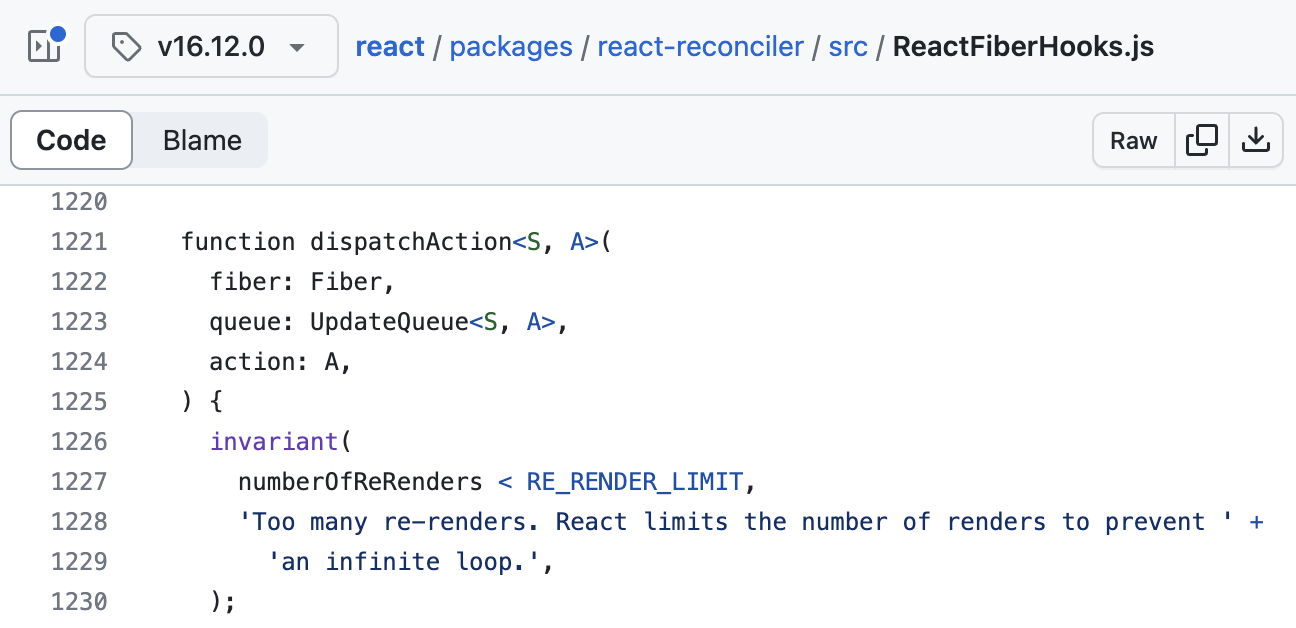 v16.12.0 react / packages / react-reconciler / src / ReactFiberHooks.js
Code Blame Raw
1220
1221 function dispatchAction<S, A>(
1222 fiber: Fiber,
1223 queue: UpdateQueue<S, A>,
1224 action: A,
1225 ) {
1226 invariant(
1227 numberOfReRenders < RE_RENDER_LIMIT,
1228 'Too many re-renders. React limits the number of renders to prevent ' +
1229 'an infinite loop.',
1230 );